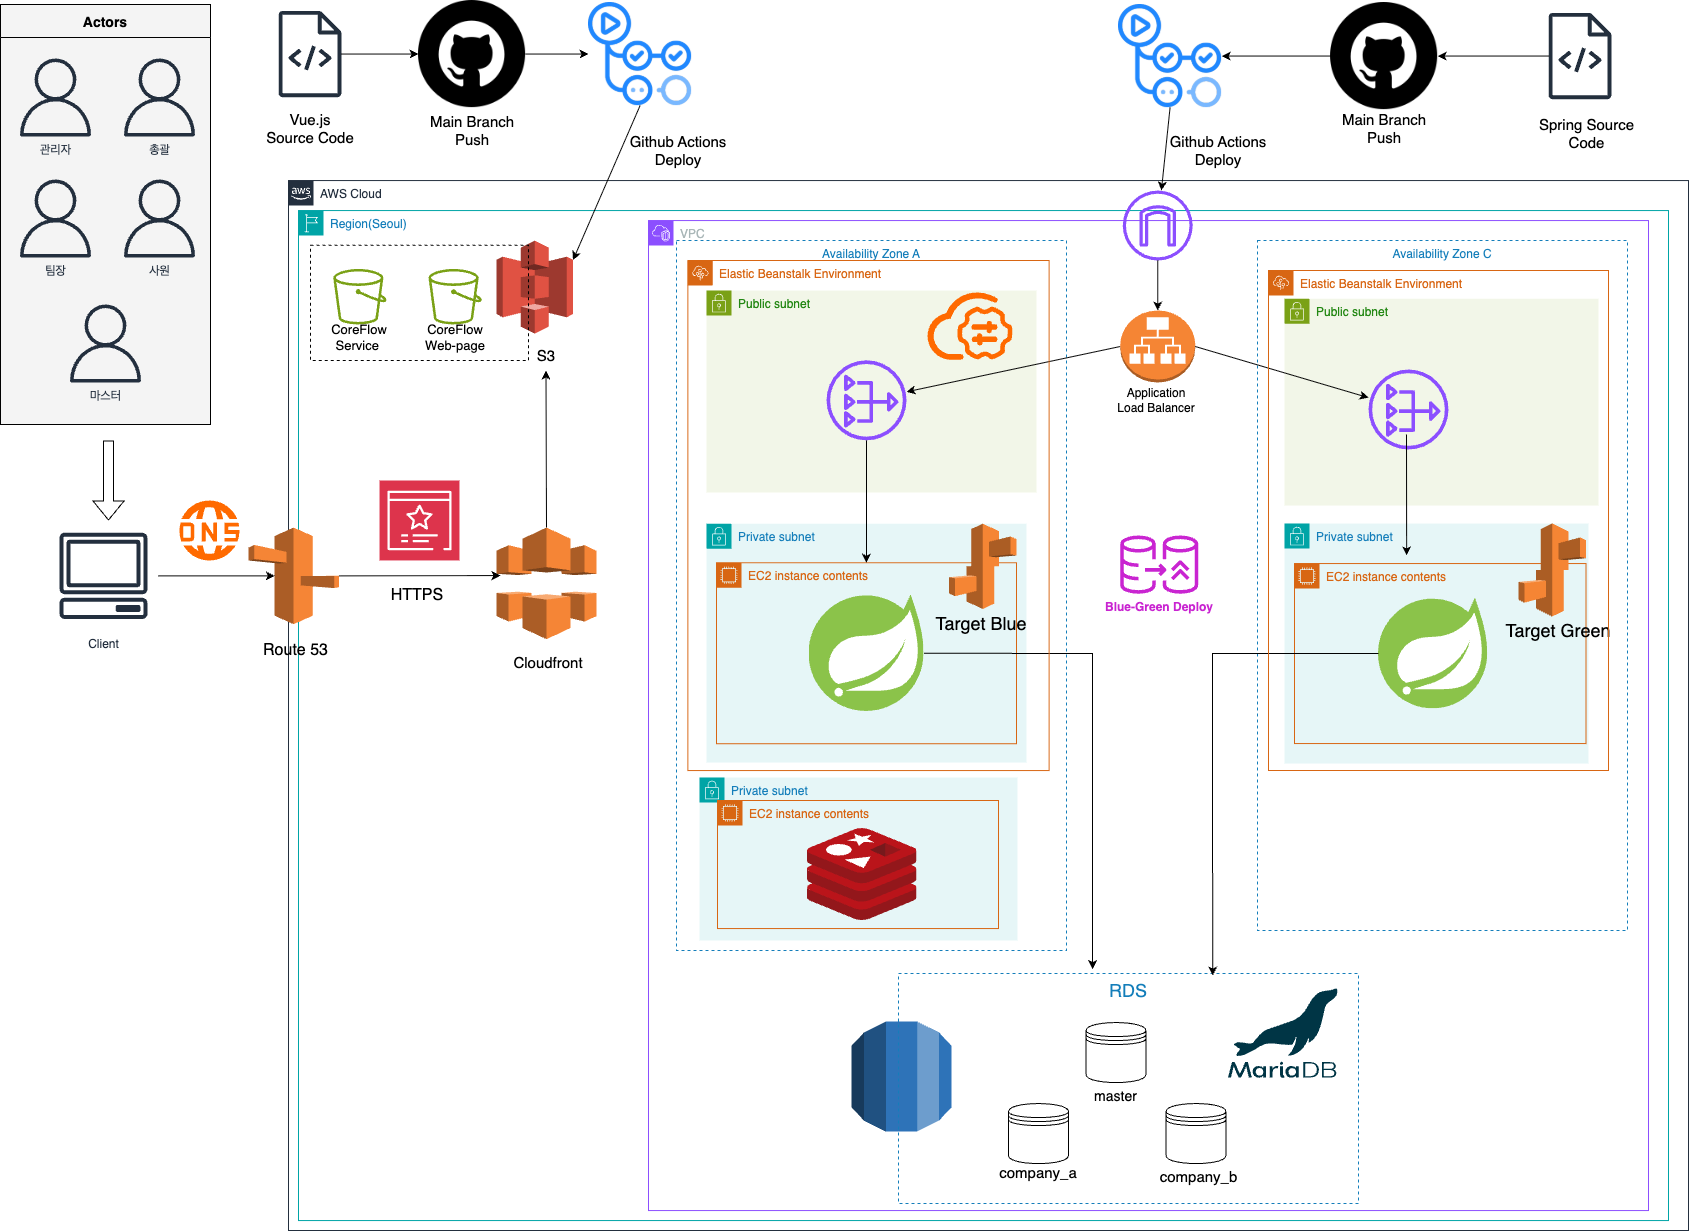 Actors
관리자
총괄
팀장
사원
마스터
Client
Vue.js
Source Code
Main Branch
Push
Github Actions
Deploy
Github Actions
Deploy
Main Branch
Push
Spring Source
Code
aws
AWS Cloud
Region(Seoul)
CoreFlow
Service
CoreFlow
Web-page
S3
DNS
Route 53
HTTPS
Cloudfront
VPC
Availability Zone A
Elastic Beanstalk Environment
Public subnet
Private subnet
EC2 instance contents
Target Blue
Private subnet
EC2 instance contents
Application
Load Balancer
Blue-Green Deploy
Availability Zone C
Elastic Beanstalk Environment
Public subnet
Private subnet
EC2 instance contents
Target Green
RDS
master
MariaDB
company_a
company_b